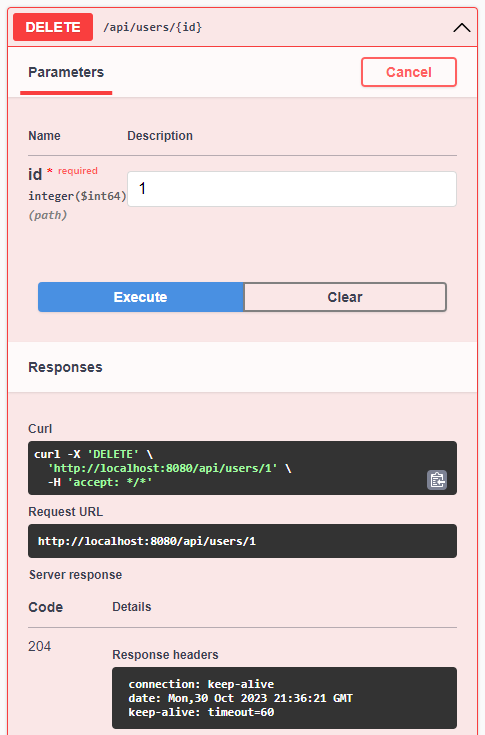 DELETE /api/users/{id}
Parameters Cancel
Name Description
id * required
integer($int64)
(path)
1
Execute Clear
Responses
Curl
curl -X 'DELETE' \
'http://localhost:8080/api/users/1' \
-H 'accept: */*'
Request URL
http://localhost:8080/api/users/1
Server response
Code Details
204
Response headers
connection: keep-alive
date: Mon,30 Oct 2023 21:36:21 GMT
keep-alive: timeout=60